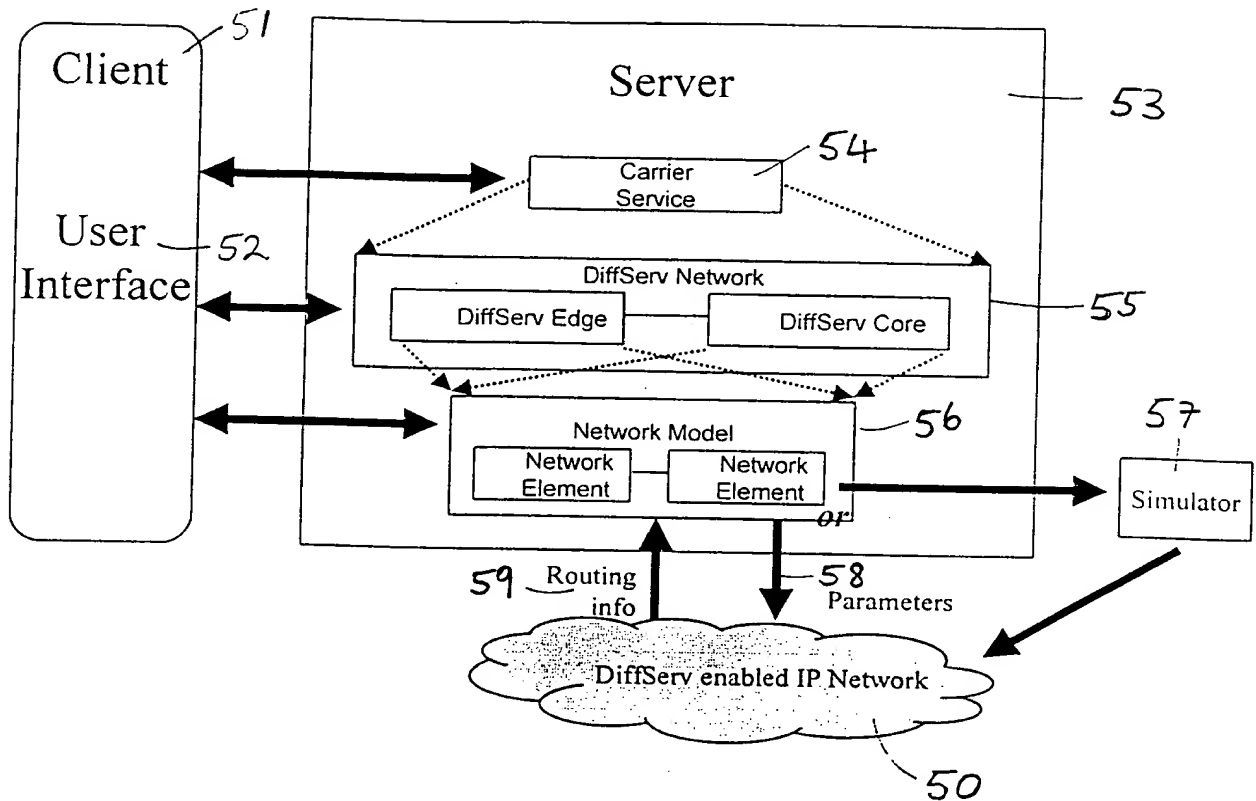 51
Client
Server
53
54
Carrier
Service
User
Interface
52
DiffServ Network
55
DiffServ Edge
DiffServ Core
56
57
Network Model
Network
Element
Network
Element
or
Simulator
59
Routing
info
58
Parameters
DiffServ enabled IP Network
50